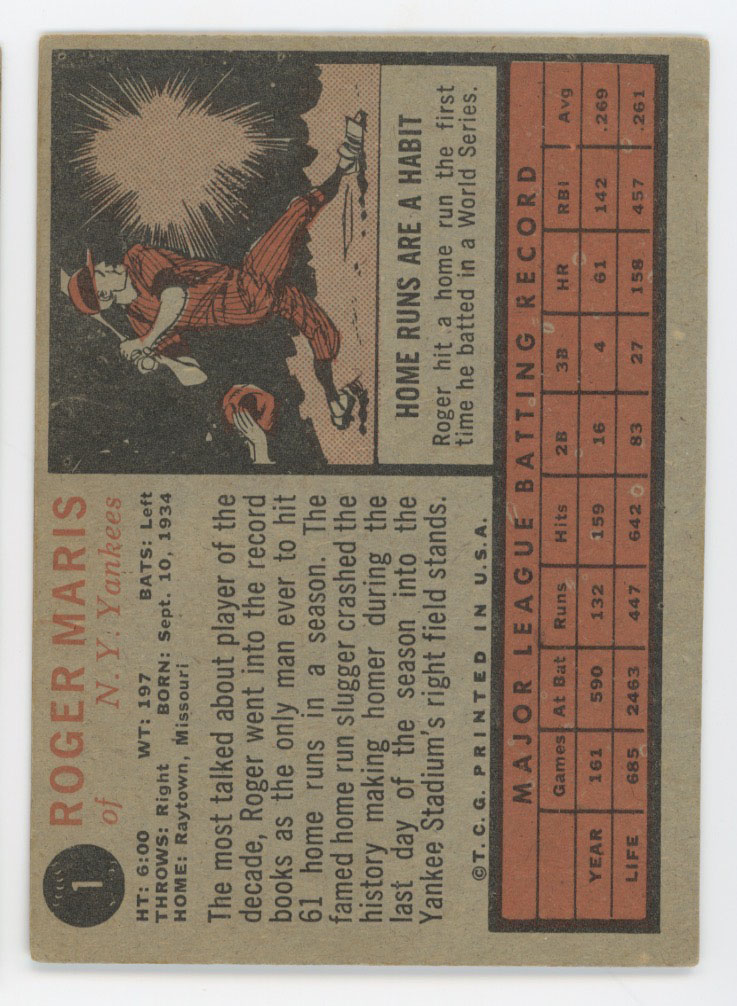 1
ROGER MARIS
of N. Y. Yankees
HT: 6:00 WT: 197 BATS: Left
THROWS: Right BORN: Sept. 10, 1934
HOME: Raytown, Missouri
The most talked about player of the
decade, Roger went into the record
books as the only man ever to hit
61 home runs in a season. The
famed home run slugger crashed the
history making homer during the
last day of the season into the
Yankee Stadium's right field stands.
©T.C.G. PRINTED IN U.S.A.
HOME RUNS ARE A HABIT
Roger hit a home run the first
time he batted in a World Series.
MAJOR LEAGUE BATTING RECORD
Games At Bat Runs Hits 2B 3B HR RBI Avg
YEAR 161 590 132 159 16 4 61 142 .269
LIFE 685 2463 447 642 83 27 158 457 .261